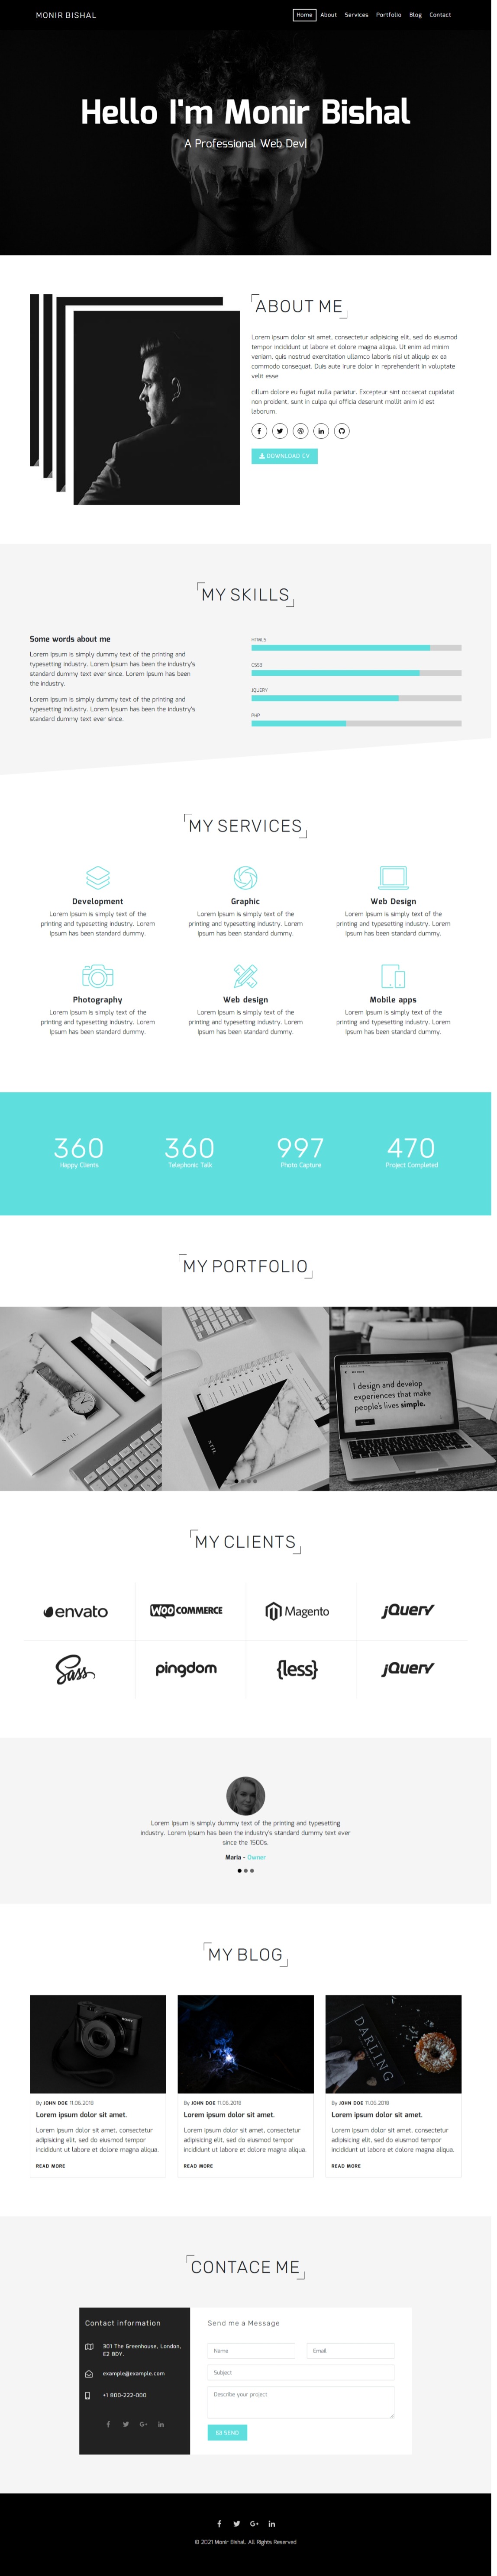 MONIR BISHAL
Home About Services Portfolio Blog Contact
Hello I'm Monir Bishal
A Professional Web Dev|
ABOUT ME
Lorem ipsum dolor sit amet, consectetur adipisicing elit, sed do eiusmod
tempor incididunt ut labore et dolore magna aliqua. Ut enim ad minim
veniam, quis nostrud exercitation ullamco laboris nisi ut aliquip ex ea
commodo consequat. Duis aute irure dolor in reprehenderit in voluptate
velit esse
cillum dolore eu fugiat nulla pariatur. Excepteur sint occaecat cupidatat
non proident, sunt in culpa qui officia deserunt mollit anim id est
laborum.
DOWNLOAD CV
MY SKILLS
Some words about me
Lorem Ipsum is simply dummy text of the printing and
typesetting industry. Lorem Ipsum has been the industry's
standard dummy text ever since. Lorem Ipsum has been
the industry.
Lorem Ipsum is simply dummy text of the printing and
typesetting industry. Lorem Ipsum has been the industry's
standard dummy text ever since.
HTML5
CSS3
JQUERY
PHP
MY SERVICES
Development
Lorem Ipsum is simply text of the
printing and typesetting industry. Lorem
Ipsum has been standard dummy.
Graphic
Lorem Ipsum is simply text of the
printing and typesetting industry. Lorem
Ipsum has been standard dummy.
Web Design
Lorem Ipsum is simply text of the
printing and typesetting industry. Lorem
Ipsum has been standard dummy.
Photography
Lorem Ipsum is simply text of the
printing and typesetting industry. Lorem
Ipsum has been standard dummy.
Web design
Lorem Ipsum is simply text of the
printing and typesetting industry. Lorem
Ipsum has been standard dummy.
Mobile apps
Lorem Ipsum is simply text of the
printing and typesetting industry. Lorem
Ipsum has been standard dummy.
360
Happy Clients
360
Telephonic Talk
997
Photo Capture
470
Project Completed
MY PORTFOLIO
I design and develop
experiences that make
people's lives simple.
MY CLIENTS
envato
WOO COMMERCE
Magento
jQuery
Sass
pingdom
{less}
jQuery
Lorem Ipsum is simply dummy text of the printing and typesetting
industry. Lorem Ipsum has been the industry's standard dummy text ever
since the 1500s.
Maria - Owner
MY BLOG
SONY
By JOHN DOE 11.06.2018
Lorem ipsum dolor sit amet.
Lorem ipsum dolor sit amet, consectetur
adipisicing elit, sed do eiusmod tempor
incididunt ut labore et dolore magna aliqua.
READ MORE
By JOHN DOE 11.06.2018
Lorem ipsum dolor sit amet.
Lorem ipsum dolor sit amet, consectetur
adipisicing elit, sed do eiusmod tempor
incididunt ut labore et dolore magna aliqua.
READ MORE
DARLING
By JOHN DOE 11.06.2018
Lorem ipsum dolor sit amet.
Lorem ipsum dolor sit amet, consectetur
adipisicing elit, sed do eiusmod tempor
incididunt ut labore et dolore magna aliqua.
READ MORE
CONTACE ME
Contact Information
301 The Greenhouse, London,
E2 8DY.
example@example.com
+1 800-222-000
Send me a Message
Name
Email
Subject
Describe your project
SEND
© 2021 Monir Bishal. All Rights Reserved